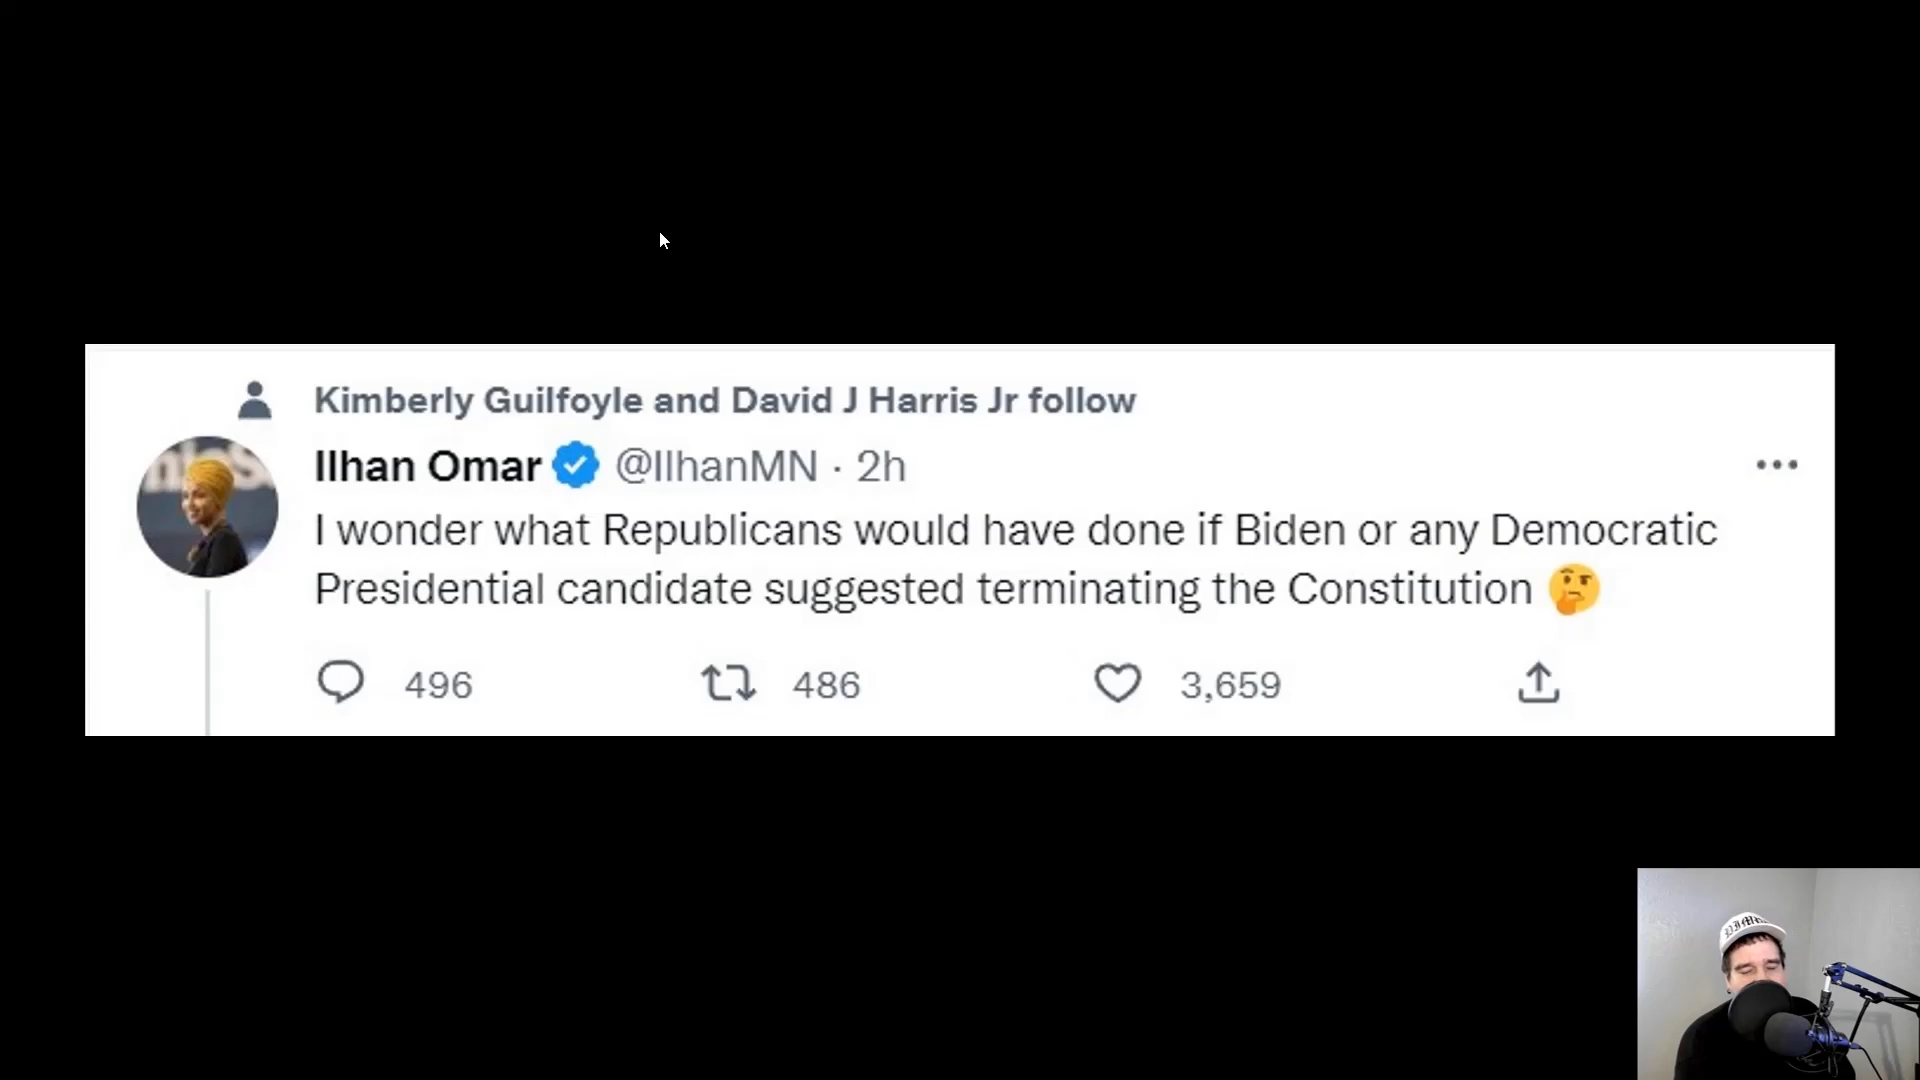 Kimberly Guilfoyle and David J Harris Jr follow
Ilhan Omar @IlhanMN · 2h
I wonder what Republicans would have done if Biden or any Democratic
Presidential candidate suggested terminating the Constitution 🤔
496 486 3,659